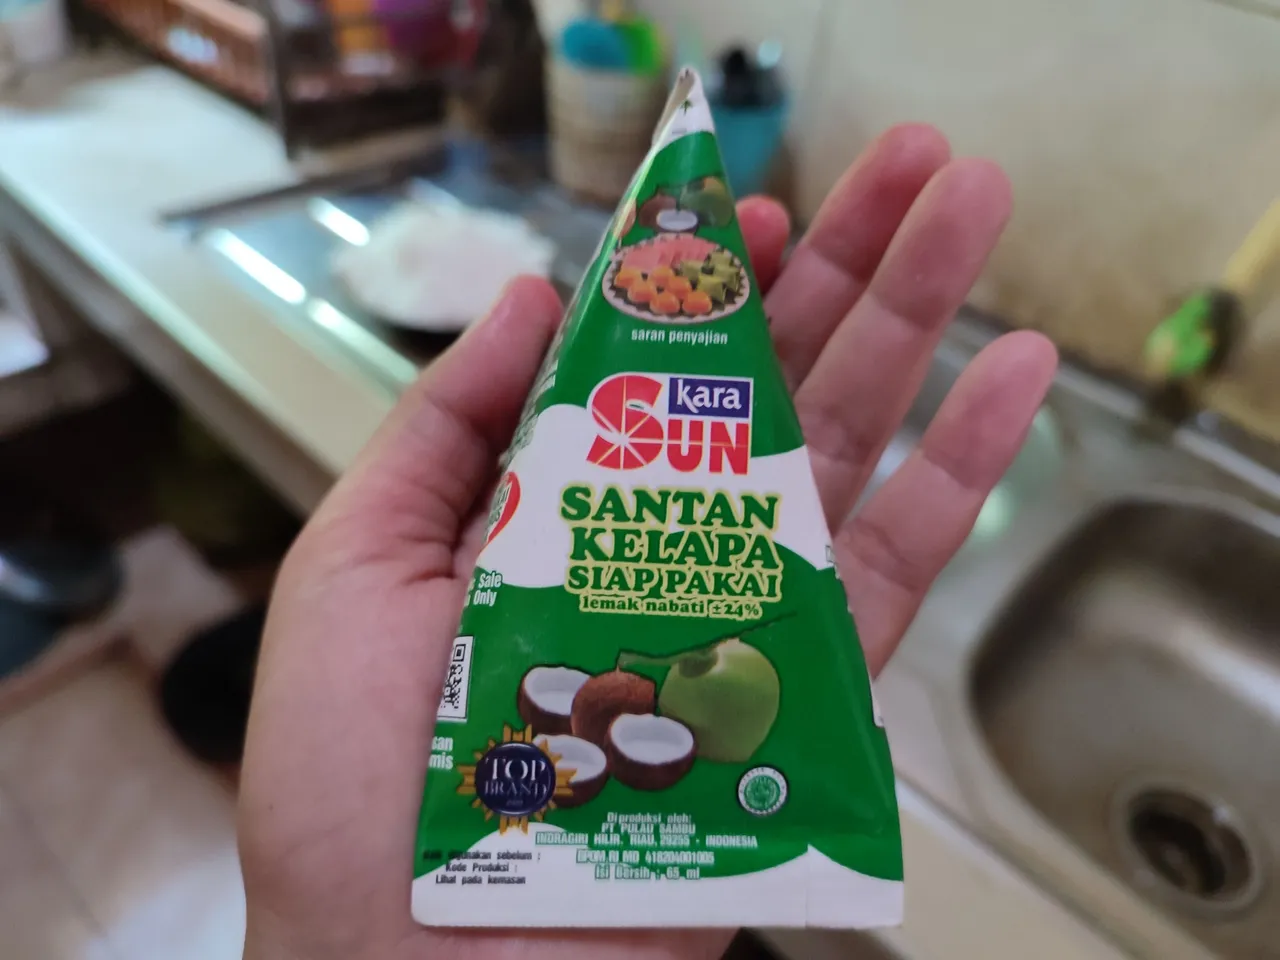 saran penyajian
kara
SUN
SANTAN
KELAPA
SIAP PAKAI
lemak nabati ±24%
Sale
Only
TOP
BRAND
Diproduksi oleh:
PT PULAU SAMBU
INDRAGIRI HILIR, RIAU, 29255 - INDONESIA
BPOM RI MD 416204001005
Isi Bersih : 65 ml
digunakan sebelum :
Kode Produksi :
Lihat pada kemasan